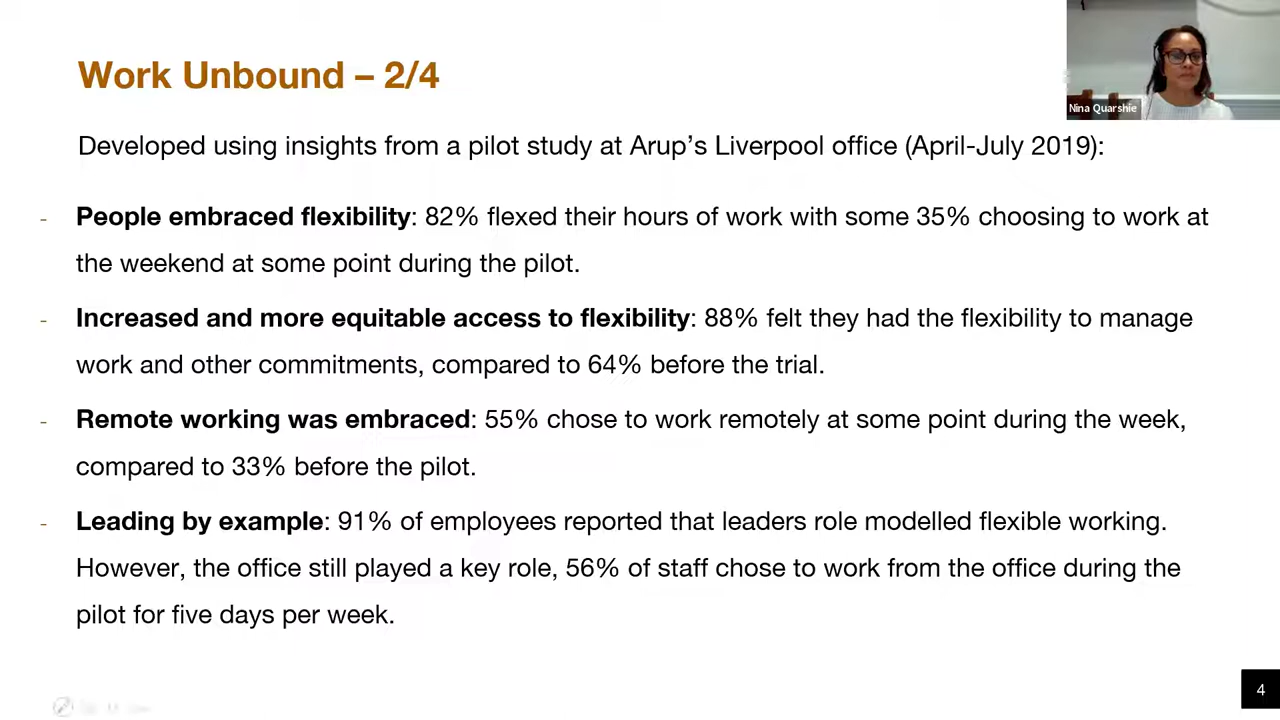 Work Unbound – 2/4
Nina Quarshie
Developed using insights from a pilot study at Arup’s Liverpool office (April-July 2019):
- People embraced flexibility: 82% flexed their hours of work with some 35% choosing to work at
the weekend at some point during the pilot.
- Increased and more equitable access to flexibility: 88% felt they had the flexibility to manage
work and other commitments, compared to 64% before the trial.
- Remote working was embraced: 55% chose to work remotely at some point during the week,
compared to 33% before the pilot.
- Leading by example: 91% of employees reported that leaders role modelled flexible working.
However, the office still played a key role, 56% of staff chose to work from the office during the
pilot for five days per week.
4